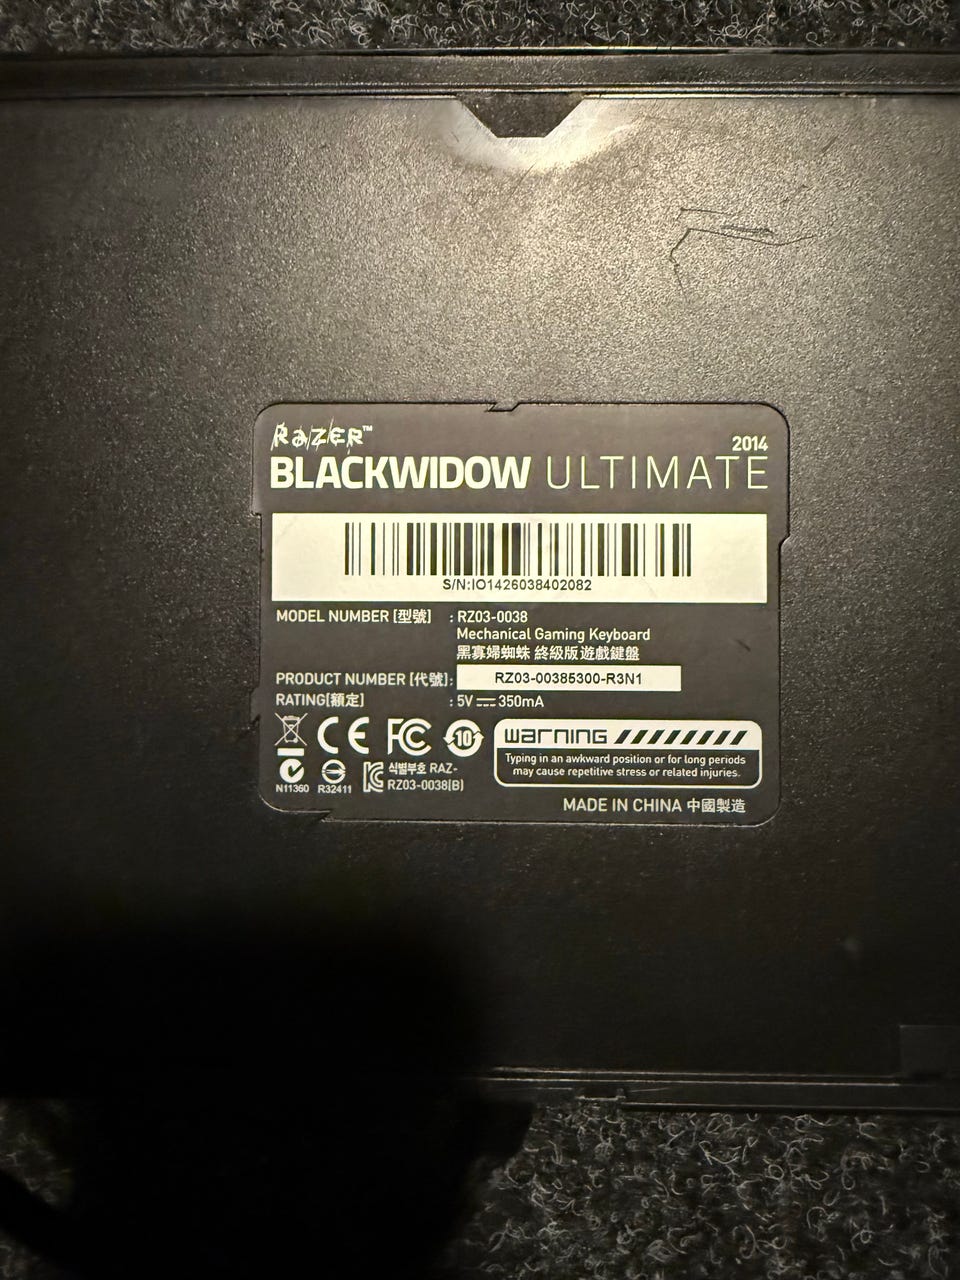 RAZER™
2014
BLACKWIDOW ULTIMATE
S/N:IO1426038402082
MODEL NUMBER [型號] : RZ03-0038
Mechanical Gaming Keyboard
黑寡婦蜘蛛 終級版遊戲鍵盤
PRODUCT NUMBER [代號]: RZ03-00385300-R3N1
RATING[額定] : 5V ⎓ 350mA
CE FC 10
warning
Typing in an awkward position or for long periods
may cause repetitive stress or related injuries.
N11360 R32411 식별부호 RAZ-
RZ03-0038(B)
MADE IN CHINA 中國製造